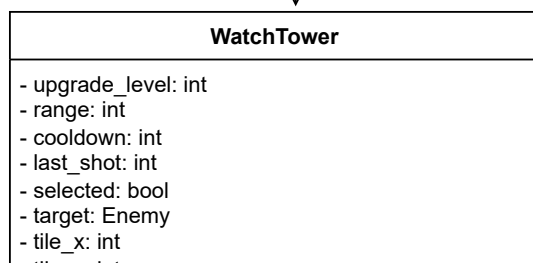 WatchTower
- upgrade_level: int
- range: int
- cooldown: int
- last_shot: int
- selected: bool
- target: Enemy
- tile_x: int